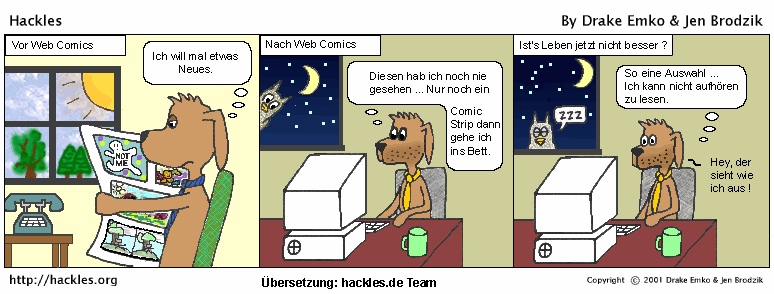 Hackles
By Drake Emko & Jen Brodzik
Vor Web Comics
Ich will mal etwas
Neues.
NOT
ME
Nach Web Comics
Diesen hab ich noch nie
gesehen ... Nur noch ein
Comic
Strip dann
gehe ich
ins Bett.
Ist's Leben jetzt nicht besser ?
So eine Auswahl ...
Ich kann nicht aufhören
zu lesen.
ZZZ
Hey, der
sieht wie
ich aus !
http://hackles.org
Übersetzung: hackles.de Team
Copyright © 2001 Drake Emko & Jen Brodzik